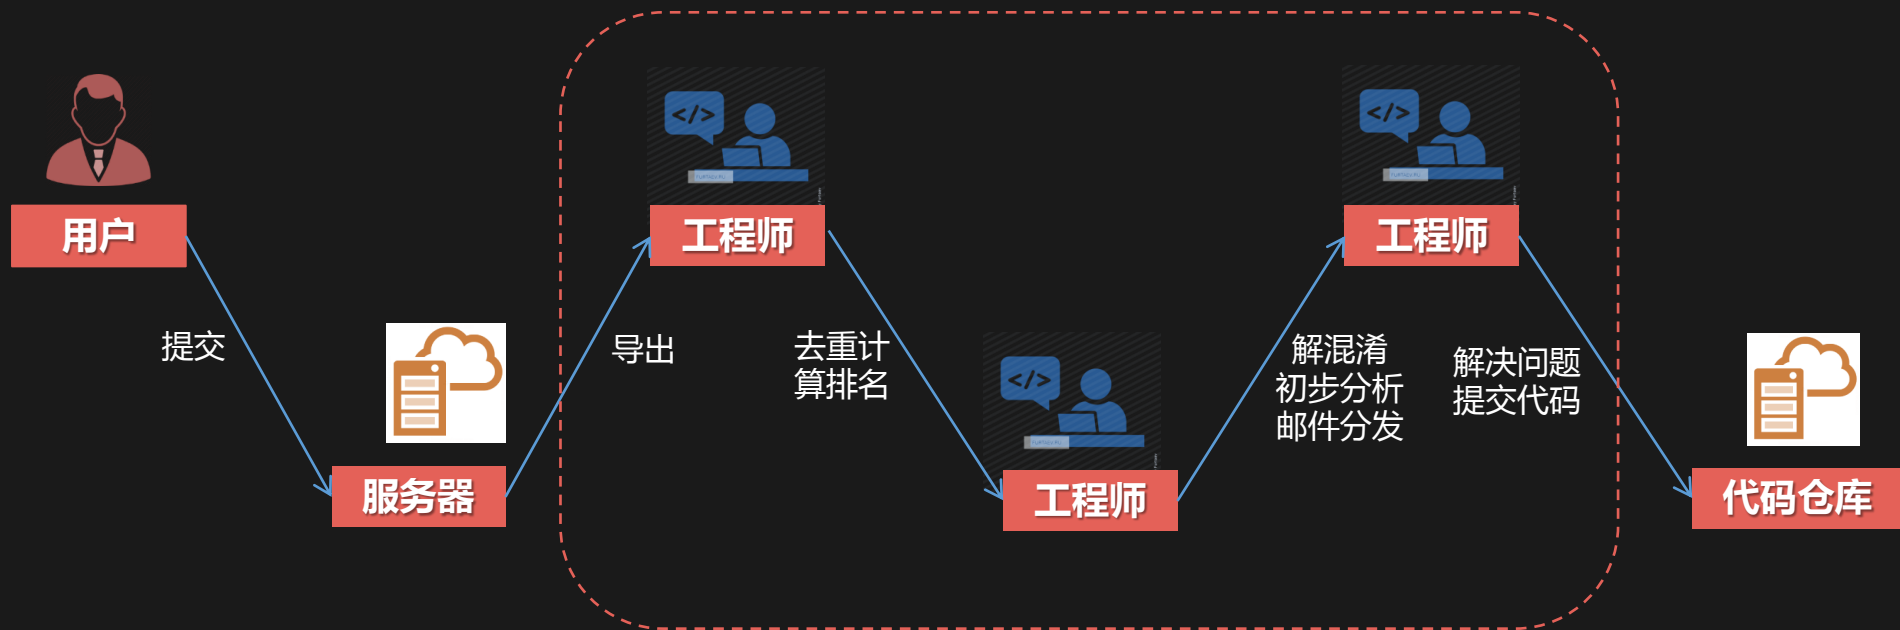 用户
提交
服务器
导出
</>
工程师
去重计
算排名
</>
工程师
解混淆
初步分析
邮件分发
</>
工程师
解决问题
提交代码
代码仓库